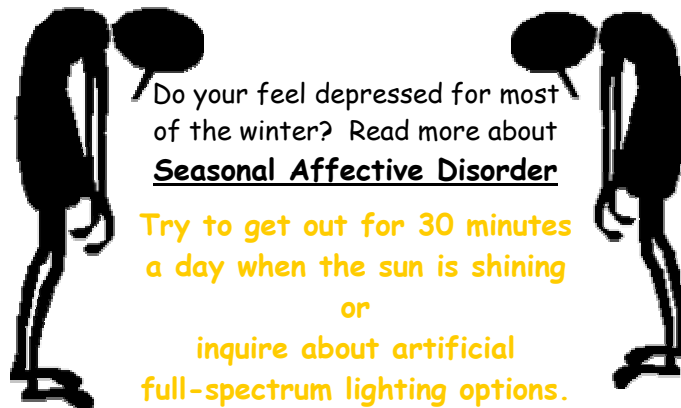 Do your feel depressed for most
of the winter?  Read more about
Seasonal Affective Disorder
Try to get out for 30 minutes
a day when the sun is shining
or
inquire about artificial
full-spectrum lighting options.